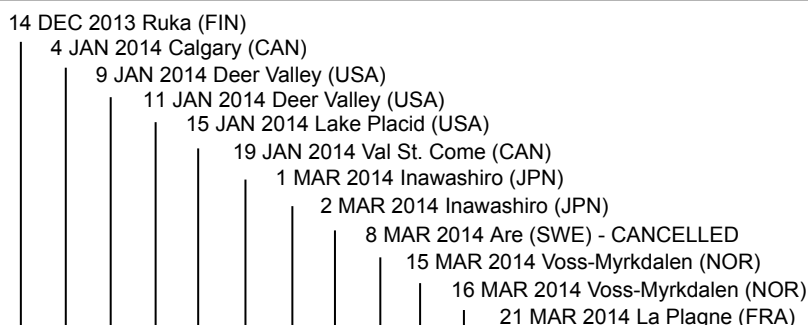 14 DEC 2013 Ruka (FIN)
4 JAN 2014 Calgary (CAN)
9 JAN 2014 Deer Valley (USA)
11 JAN 2014 Deer Valley (USA)
15 JAN 2014 Lake Placid (USA)
19 JAN 2014 Val St. Come (CAN)
1 MAR 2014 Inawashiro (JPN)
2 MAR 2014 Inawashiro (JPN)
8 MAR 2014 Are (SWE) - CANCELLED
15 MAR 2014 Voss-Myrkdalen (NOR)
16 MAR 2014 Voss-Myrkdalen (NOR)
21 MAR 2014 La Plagne (FRA)